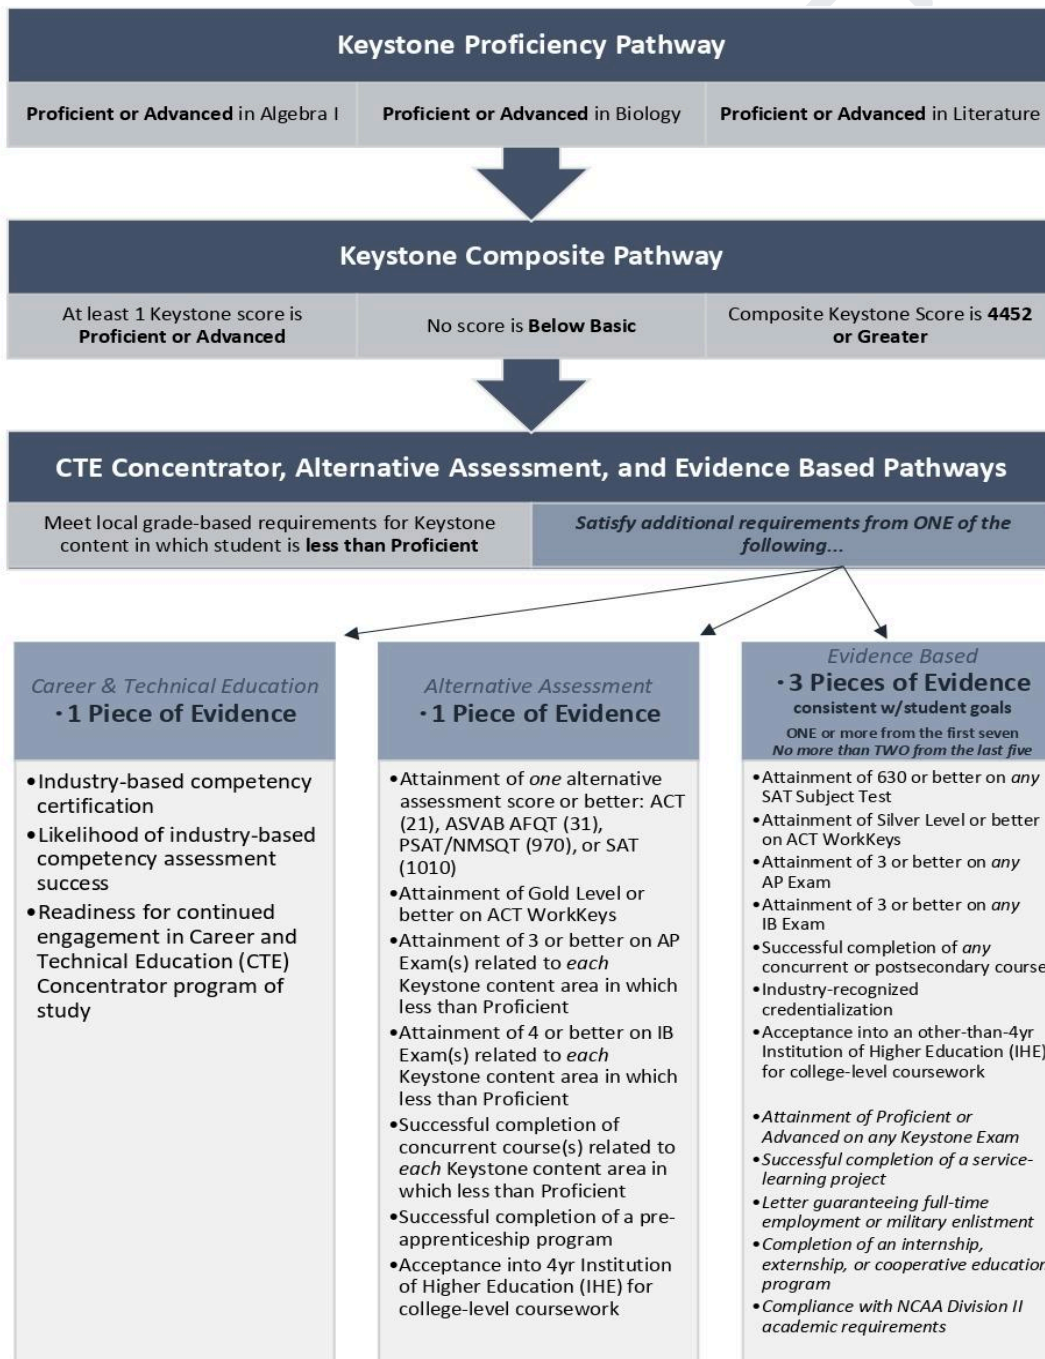 Keystone Proficiency Pathway
Proficient or Advanced in Algebra I
Proficient or Advanced in Biology
Proficient or Advanced in Literature
Keystone Composite Pathway
At least 1 Keystone score is
Proficient or Advanced
No score is Below Basic
Composite Keystone Score is 4452
or Greater
CTE Concentrator, Alternative Assessment, and Evidence Based Pathways
Meet local grade-based requirements for Keystone
content in which student is less than Proficient
Satisfy additional requirements from ONE of the
following...
Career & Technical Education
• 1 Piece of Evidence
•Industry-based competency
certification
•Likelihood of industry-based
competency assessment
success
•Readiness for continued
engagement in Career and
Technical Education (CTE)
Concentrator program of
study
Alternative Assessment
• 1 Piece of Evidence
•Attainment of one alternative
assessment score or better: ACT
(21), ASVAB AFQT (31),
PSAT/NMSQT (970), or SAT
(1010)
•Attainment of Gold Level or
better on ACT WorkKeys
•Attainment of 3 or better on AP
Exam(s) related to each
Keystone content area in which
less than Proficient
•Attainment of 4 or better on IB
Exam(s) related to each
Keystone content area in which
less than Proficient
•Successful completion of
concurrent course(s) related to
each Keystone content area in
which less than Proficient
•Successful completion of a pre-
apprenticeship program
•Acceptance into 4yr Institution
of Higher Education (IHE) for
college-level coursework
Evidence Based
• 3 Pieces of Evidence
consistent w/student goals
ONE or more from the first seven
No more than TWO from the last five
•Attainment of 630 or better on any
SAT Subject Test
•Attainment of Silver Level or better
on ACT WorkKeys
•Attainment of 3 or better on any
AP Exam
•Attainment of 3 or better on any
IB Exam
•Successful completion of any
concurrent or postsecondary course
•Industry-recognized
credentialization
•Acceptance into an other-than-4yr
Institution of Higher Education (IHE)
for college-level coursework
•Attainment of Proficient or
Advanced on any Keystone Exam
•Successful completion of a service-
learning project
•Letter guaranteeing full-time
employment or military enlistment
•Completion of an internship,
externship, or cooperative education
program
•Compliance with NCAA Division II
academic requirements